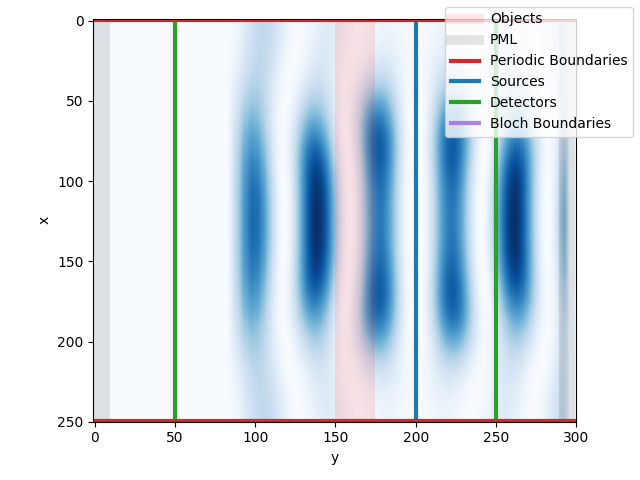 Objects
PML
Periodic Boundaries
Sources
Detectors
Bloch Boundaries
0
50
100
150
200
250
x
0 50 100 150 200 250 300
y